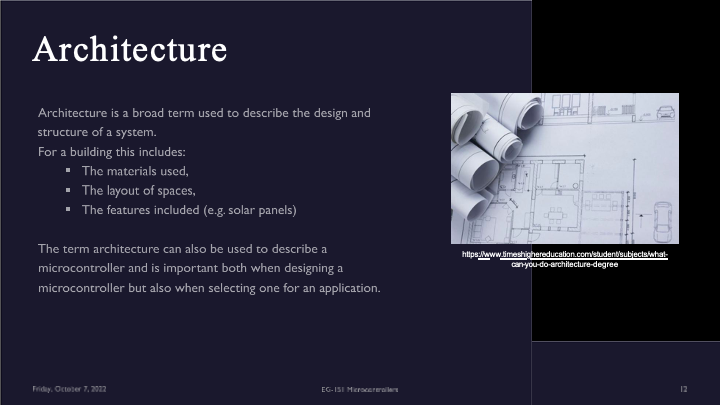 Architecture
Architecture is a broad term used to describe the design and
structure of a system.
For a building this includes:
▪ The materials used,
▪ The layout of spaces,
▪ The features included (e.g. solar panels)
The term architecture can also be used to describe a
microcontroller and is important both when designing a
microcontroller but also when selecting one for an application.
https://www.timeshighereducation.com/student/subjects/what-
can-you-do-architecture-degree
Friday, October 7, 2022
EG-151 Microcontrollers
12